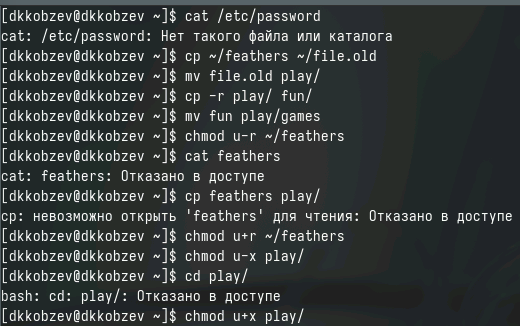 [dkkobzev@dkkobzev ~]$ cat /etc/password
cat: /etc/password: Нет такого файла или каталога
[dkkobzev@dkkobzev ~]$ cp ~/feathers ~/file.old
[dkkobzev@dkkobzev ~]$ mv file.old play/
[dkkobzev@dkkobzev ~]$ cp -r play/ fun/
[dkkobzev@dkkobzev ~]$ mv fun play/games
[dkkobzev@dkkobzev ~]$ chmod u-r ~/feathers
[dkkobzev@dkkobzev ~]$ cat feathers
cat: feathers: Отказано в доступе
[dkkobzev@dkkobzev ~]$ cp feathers play/
cp: невозможно открыть 'feathers' для чтения: Отказано в доступе
[dkkobzev@dkkobzev ~]$ chmod u+r ~/feathers
[dkkobzev@dkkobzev ~]$ chmod u-x play/
[dkkobzev@dkkobzev ~]$ cd play/
bash: cd: play/: Отказано в доступе
[dkkobzev@dkkobzev ~]$ chmod u+x play/